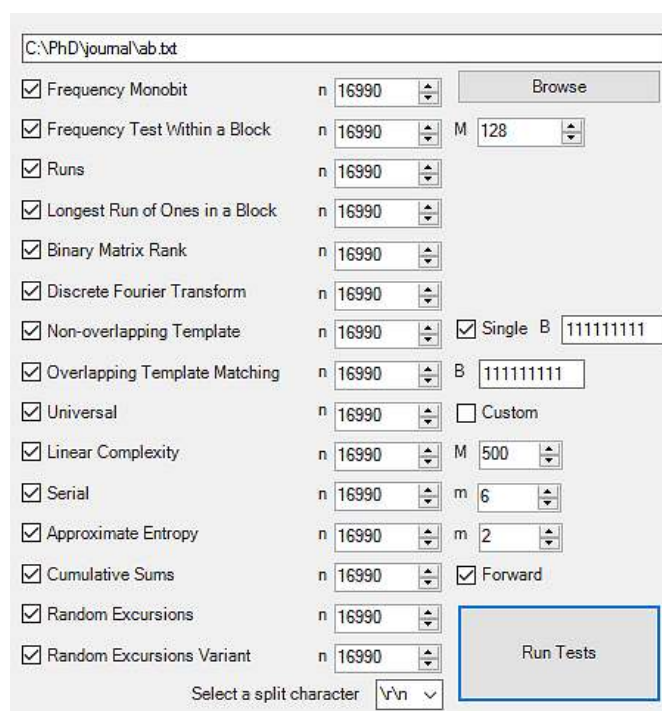 C:\PhD\journal\ab.txt
Frequency Monobit n 16990 Browse
Frequency Test Within a Block n 16990 M 128
Runs n 16990
Longest Run of Ones in a Block n 16990
Binary Matrix Rank n 16990
Discrete Fourier Transform n 16990
Non-overlapping Template n 16990 Single B 111111111
Overlapping Template Matching n 16990 B 111111111
Universal n 16990 Custom
Linear Complexity n 16990 M 500
Serial n 16990 m 6
Approximate Entropy n 16990 m 2
Cumulative Sums n 16990 Forward
Random Excursions n 16990
Random Excursions Variant n 16990 Run Tests
Select a split character \r\n